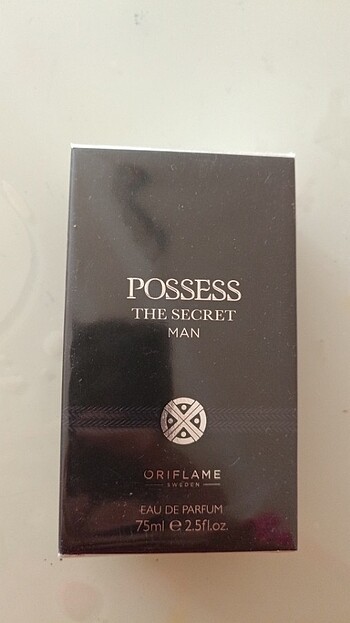 POSSESS
THE SECRET
MAN
ORIFLAME
SWEDEN
EAU DE PARFUM
75ml ℮ 2.5fl.oz.